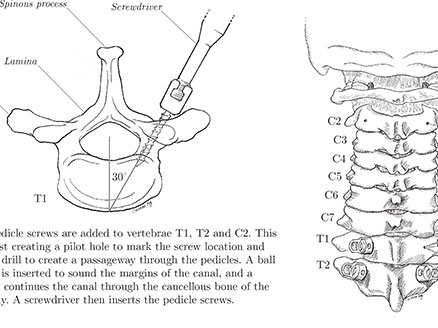 Spinous process
Screwdriver
Lamina
30°
T1
C2
C3
C4
C5
C6
C7
T1
T2
edicle screws are added to vertebrae T1, T2 and C2. This
st creating a pilot hole to mark the screw location and
drill to create a passageway through the pedicles. A ball
is inserted to sound the margins of the canal, and a
continues the canal through the cancellous bone of the
y. A screwdriver then inserts the pedicle screws.